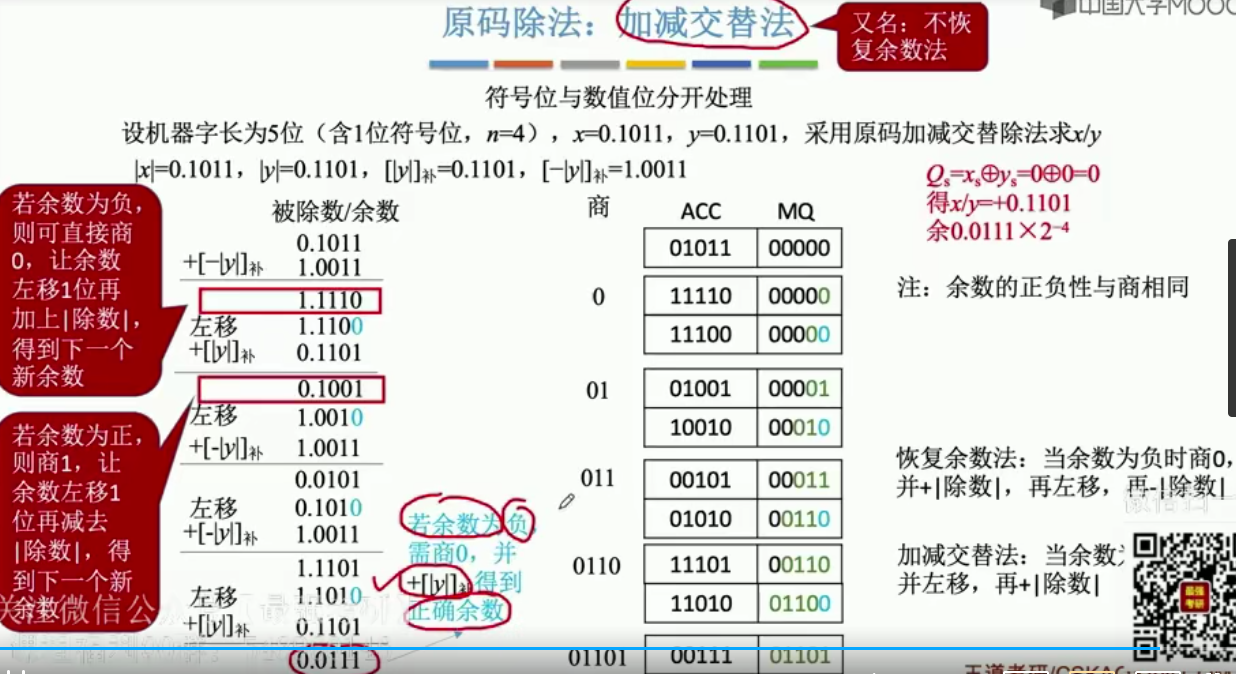 中国大学MOOC
原码除法：加减交替法
又名：不恢
复余数法
符号位与数值位分开处理
设机器字长为5位（含1位符号位，n=4），x=0.1011，y=0.1101，采用原码加减交替除法求x/y
|x|=0.1011，|y|=0.1101，[|y|]补=0.1101，[−|y|]补=1.0011
Qs=xs⊕ys=0⊕0=0
得x/y=+0.1101
余0.0111×2⁻⁴
注：余数的正负性与商相同
若余数为负，
则可直接商
0，让余数
左移1位再
加上|除数|，
得到下一个
新余数
若余数为正，
则商1，让
余数左移1
位再减去
|除数|，得
到下一个新
余数
被除数/余数 商 ACC MQ
0.1011 01011 00000
+[−|y|]补 1.0011
1.1110 0 11110 00000
左移 1.1100 11100 00000
+[|y|]补 0.1101
0.1001 01 01001 00001
左移 1.0010 10010 00010
+[-|y|]补 1.0011
0.0101 011 00101 00011
左移 0.1010 01010 00110
+[-|y|]补 1.0011
1.1101 0110 11101 00110
左移 1.1010 11010 01100
+[|y|]补 0.1101
0.0111 01101 00111 01101
若余数为负，
需商0，并
+[|y|]补得到
正确余数
恢复余数法：当余数为负时商0，
并+|除数|，再左移，再-|除数|
加减交替法：当余数
并左移，再+|除数|
微信扫一
最强
考研
关注微信公
王道考研/CSKAO